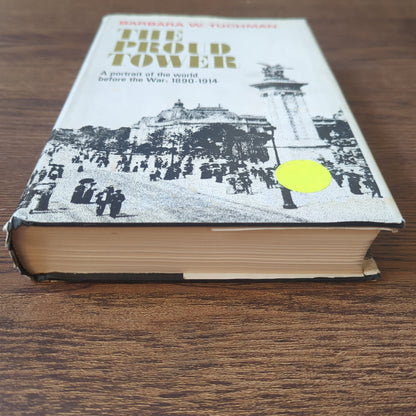 BARBARA W. TUCHMAN
THE
PROUD
TOWER
A portrait of the world
before the War: 1890-1914